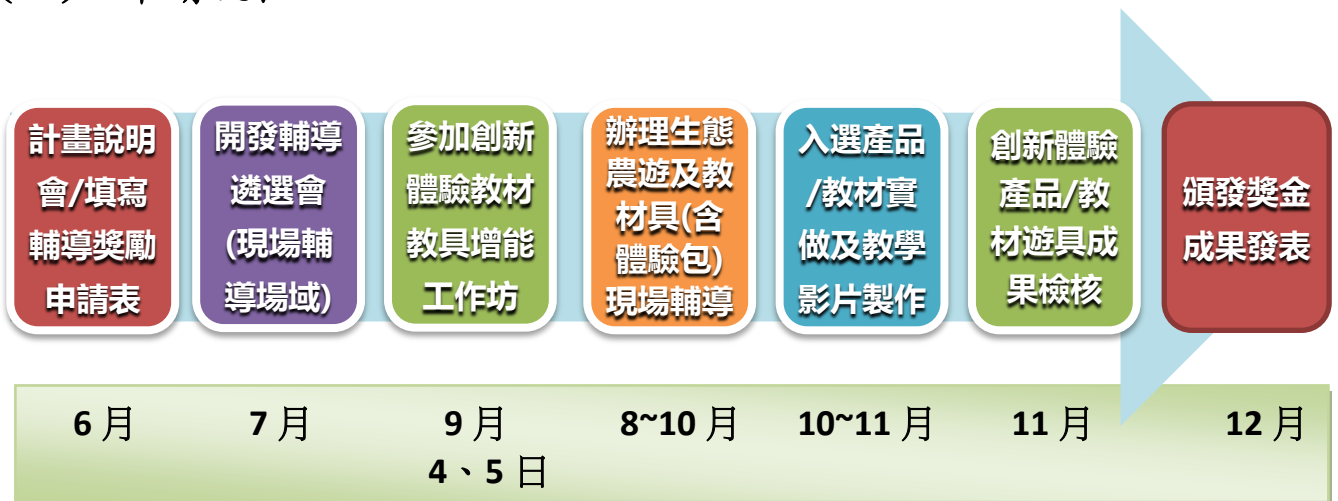 計畫說明
會/填寫
輔導獎勵
申請表
開發輔導
遴選會
(現場輔
導場域)
參加創新
體驗教材
教具增能
工作坊
辦理生態
農遊及教
材具(含
體驗包)
現場輔導
入選產品
/教材實
做及教學
影片製作
創新體驗
產品/教
材遊具成
果檢核
頒發獎金
成果發表
6月
7月
9月
4、5日
8~10月
10~11月
11月
12月